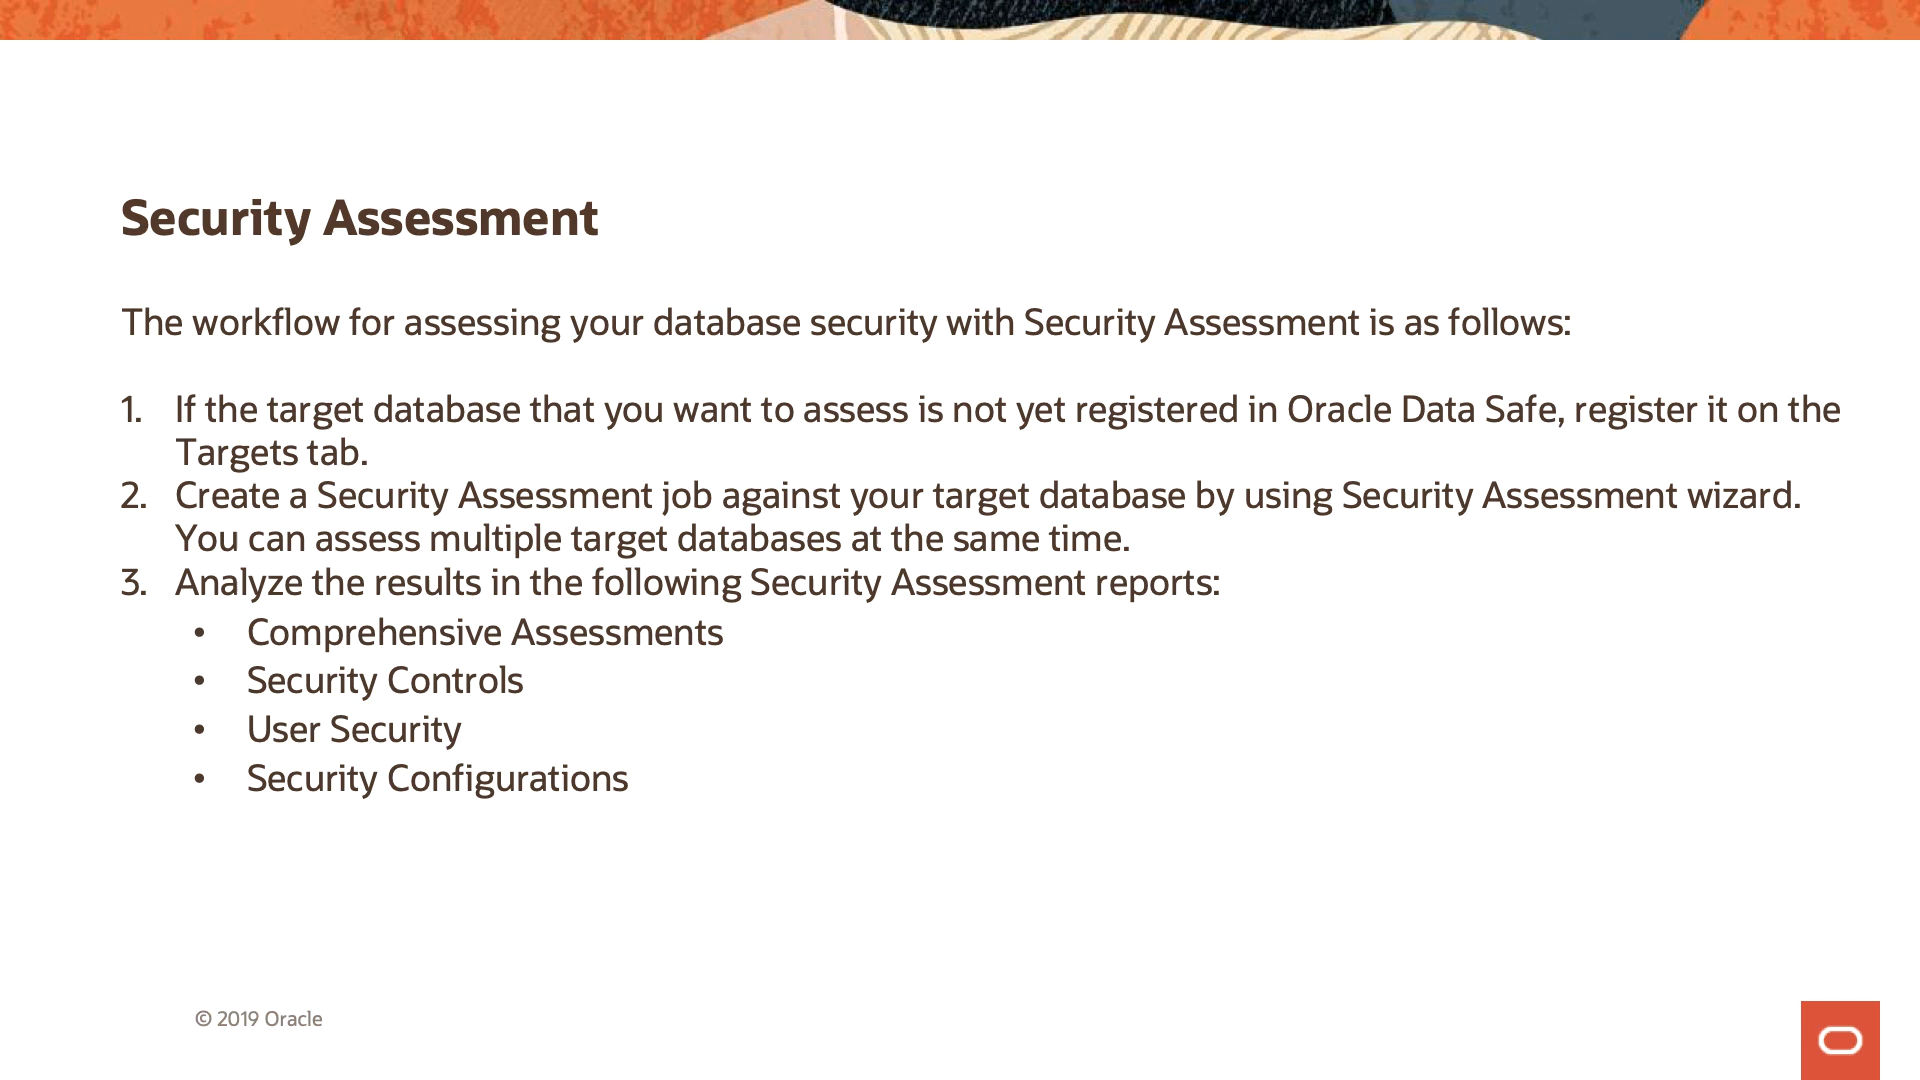 Security Assessment
The workflow for assessing your database security with Security Assessment is as follows:
1. If the target database that you want to assess is not yet registered in Oracle Data Safe, register it on the
Targets tab.
2. Create a Security Assessment job against your target database by using Security Assessment wizard.
You can assess multiple target databases at the same time.
3. Analyze the results in the following Security Assessment reports:
• Comprehensive Assessments
• Security Controls
• User Security
• Security Configurations
© 2019 Oracle